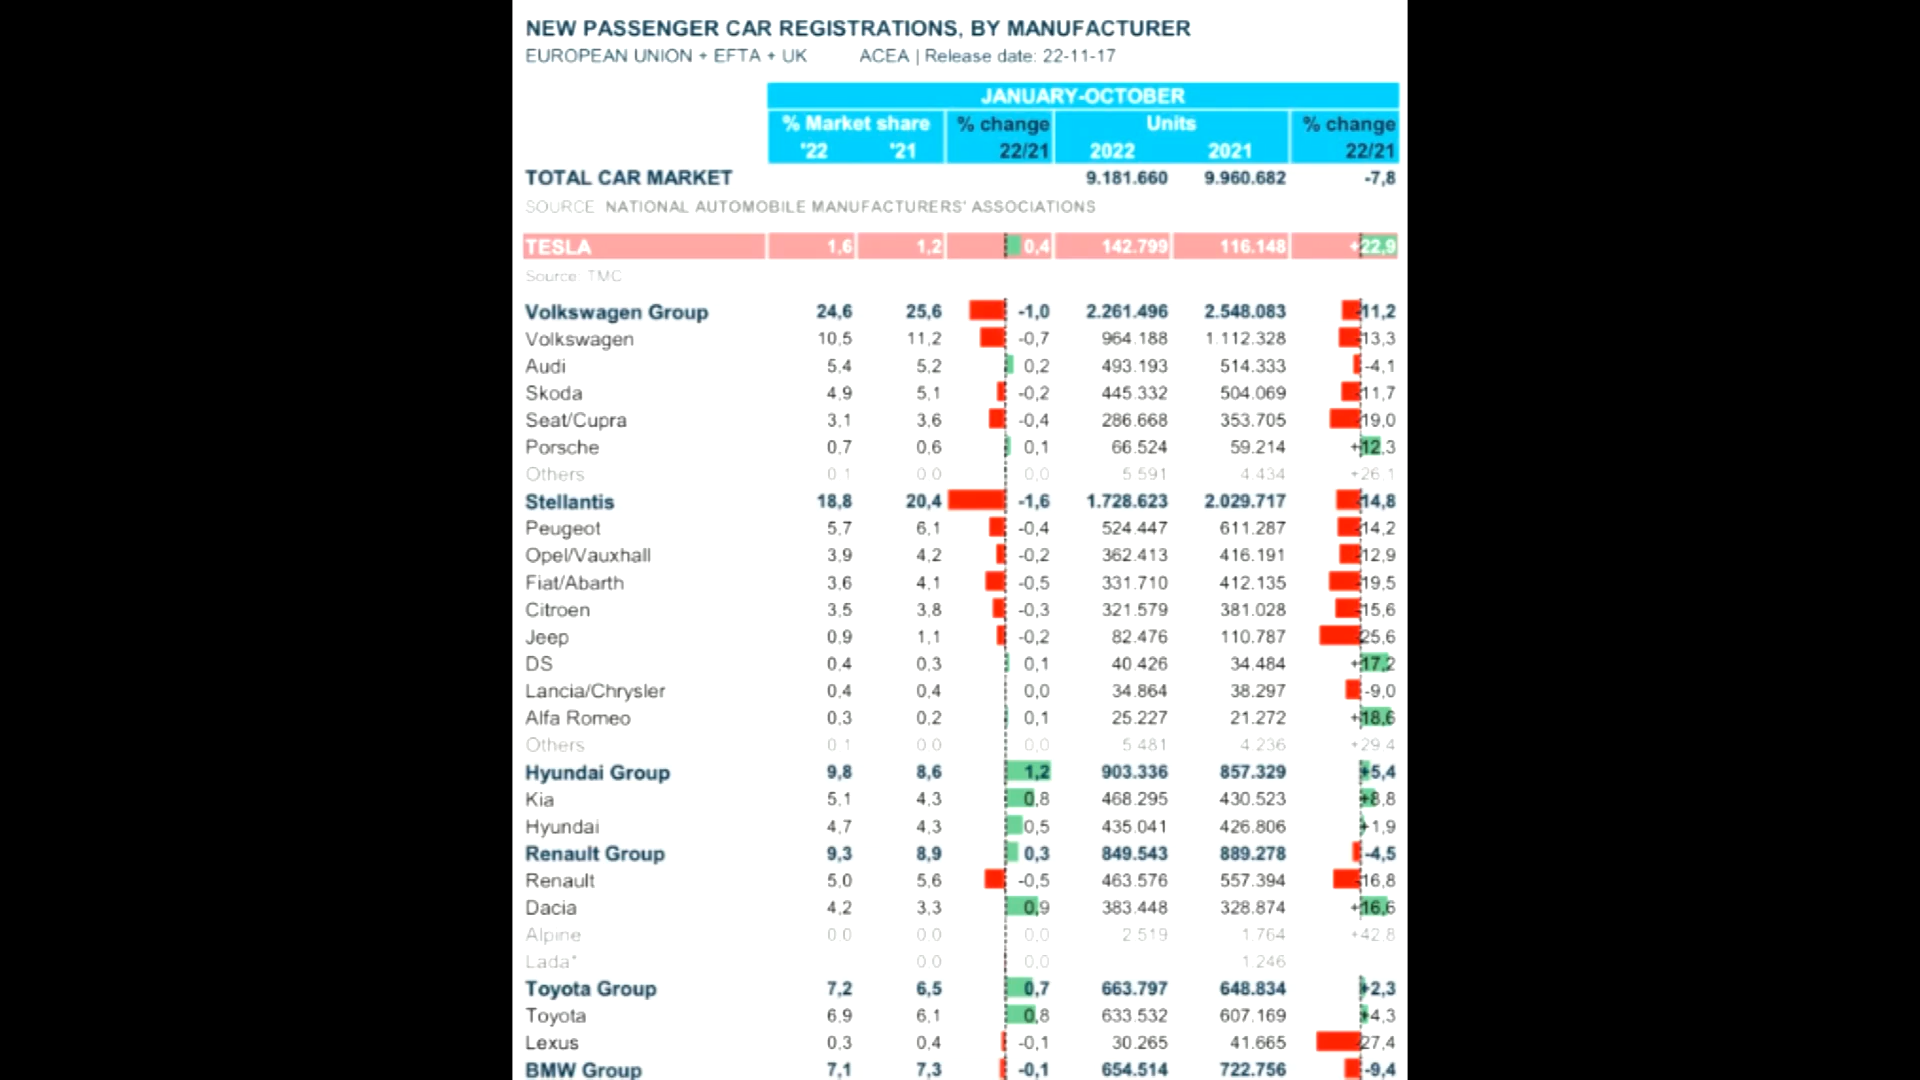 NEW PASSENGER CAR REGISTRATIONS, BY MANUFACTURER
EUROPEAN UNION + EFTA + UK ACEA | Release date: 22-11-17
JANUARY-OCTOBER
% Market share % change Units % change
'22 '21 22/21 2022 2021 22/21
TOTAL CAR MARKET 9.181.660 9.960.682 -7,8
SOURCE NATIONAL AUTOMOBILE MANUFACTURERS' ASSOCIATIONS
TESLA 1,6 1,2 0,4 142.799 116.148 +22,9
Source: TMC
Volkswagen Group 24,6 25,6 -1,0 2.261.496 2.548.083 -11,2
Volkswagen 10,5 11,2 -0,7 964.188 1.112.328 -13,3
Audi 5,4 5,2 0,2 493.193 514.333 -4,1
Skoda 4,9 5,1 -0,2 445.332 504.069 -11,7
Seat/Cupra 3,1 3,6 -0,4 286.668 353.705 -19,0
Porsche 0,7 0,6 0,1 66.524 59.214 +12,3
Others 0,1 0,0 0,0 5.591 4.434 +26,1
Stellantis 18,8 20,4 -1,6 1.728.623 2.029.717 -14,8
Peugeot 5,7 6,1 -0,4 524.447 611.287 -14,2
Opel/Vauxhall 3,9 4,2 -0,2 362.413 416.191 -12,9
Fiat/Abarth 3,6 4,1 -0,5 331.710 412.135 -19,5
Citroen 3,5 3,8 -0,3 321.579 381.028 -15,6
Jeep 0,9 1,1 -0,2 82.476 110.787 -25,6
DS 0,4 0,3 0,1 40.426 34.484 +17,2
Lancia/Chrysler 0,4 0,4 0,0 34.864 38.297 -9,0
Alfa Romeo 0,3 0,2 0,1 25.227 21.272 +18,6
Others 0,1 0,0 0,0 5.481 4.236 +29,4
Hyundai Group 9,8 8,6 1,2 903.336 857.329 +5,4
Kia 5,1 4,3 0,8 468.295 430.523 +8,8
Hyundai 4,7 4,3 0,5 435.041 426.806 +1,9
Renault Group 9,3 8,9 0,3 849.543 889.278 -4,5
Renault 5,0 5,6 -0,5 463.576 557.394 -16,8
Dacia 4,2 3,3 0,9 383.448 328.874 +16,6
Alpine 0,0 0,0 0,0 2.519 1.764 +42,8
Lada* 0,0 0,0 1.246
Toyota Group 7,2 6,5 0,7 663.797 648.834 +2,3
Toyota 6,9 6,1 0,8 633.532 607.169 +4,3
Lexus 0,3 0,4 -0,1 30.265 41.665 -27,4
BMW Group 7,1 7,3 -0,1 654.514 722.756 -9,4